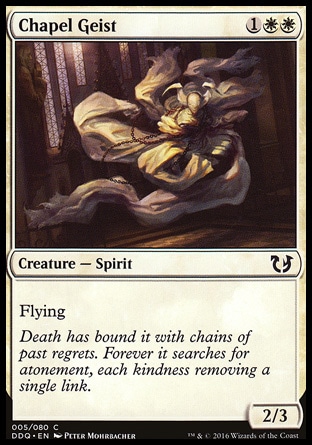 Chapel Geist 1
Creature — Spirit
Flying
Death has bound it with chains of
past regrets. Forever it searches for
atonement, each kindness removing a
single link.
2/3
005/080 C
DDQ • EN PETER MOHRBACHER
™ & © 2016 Wizards of the Coast